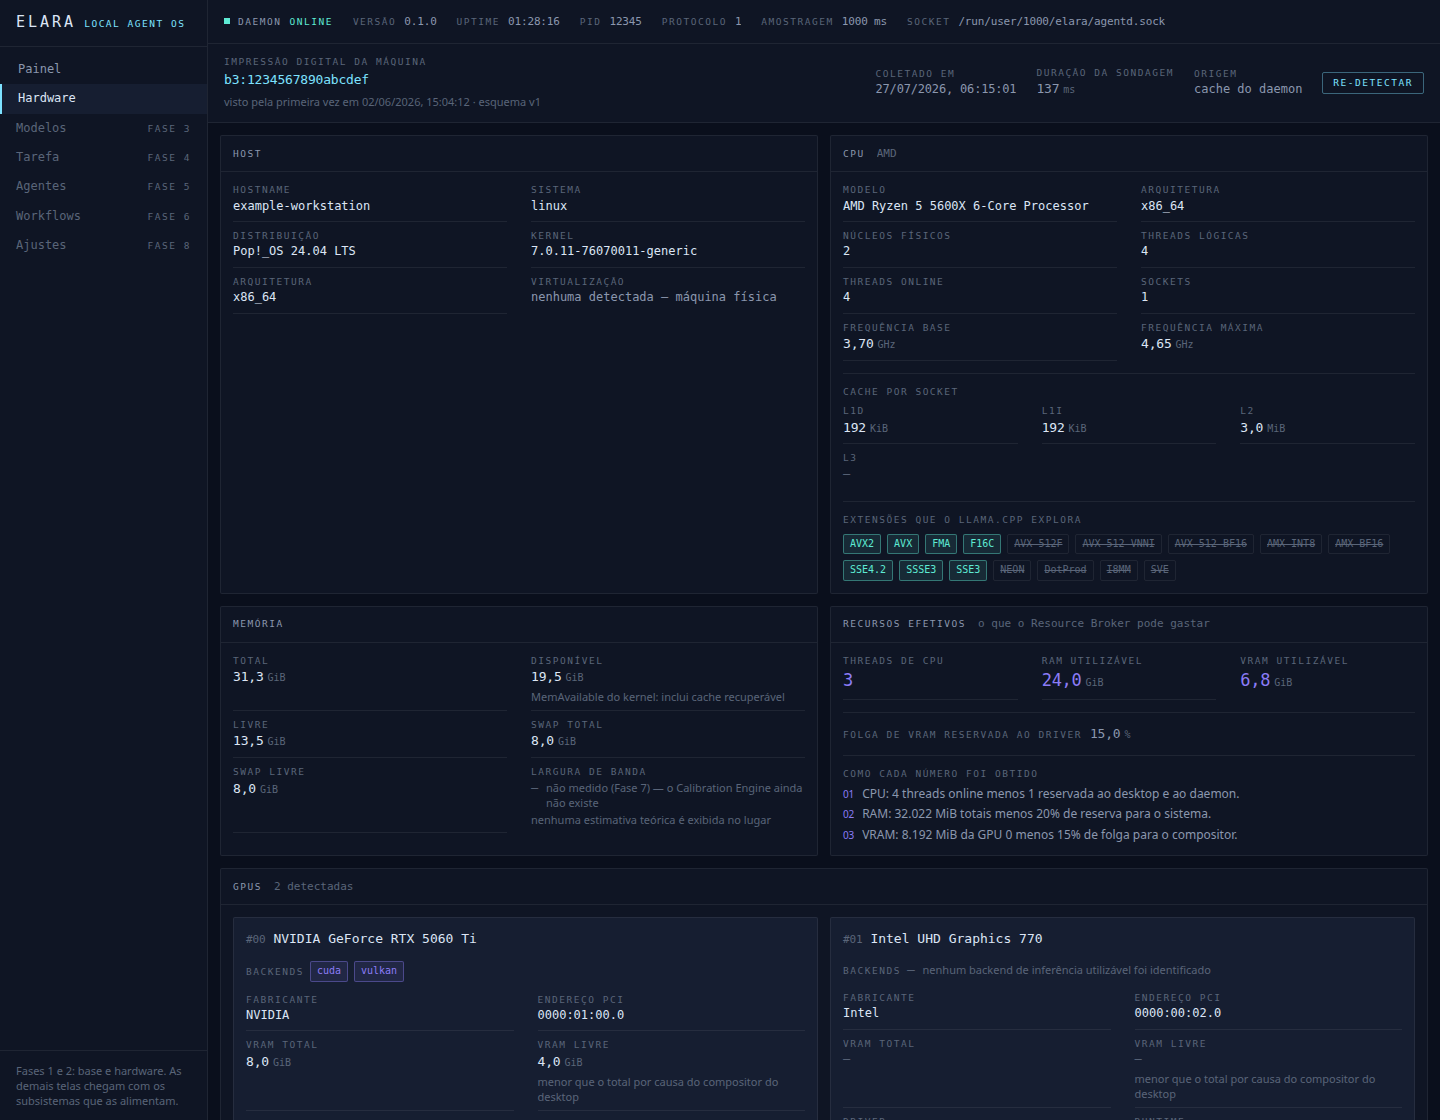 ELARA LOCAL AGENT OS
Painel
Hardware
Modelos FASE 3
Tarefa FASE 4
Agentes FASE 5
Workflows FASE 6
Ajustes FASE 8
Fases 1 e 2: base e hardware. As
demais telas chegam com os
subsistemas que as alimentam.
DAEMON ONLINE VERSÃO 0.1.0 UPTIME 01:28:16 PID 12345 PROTOCOLO 1 AMOSTRAGEM 1000 ms SOCKET /run/user/1000/elara/agentd.sock
IMPRESSÃO DIGITAL DA MÁQUINA
b3:1234567890abcdef
visto pela primeira vez em 02/06/2026, 15:04:12 · esquema v1
COLETADO EM
27/07/2026, 06:15:01
DURAÇÃO DA SONDAGEM
137 ms
ORIGEM
cache do daemon
RE-DETECTAR
HOST
HOSTNAME
example-workstation
SISTEMA
linux
DISTRIBUIÇÃO
Pop!_OS 24.04 LTS
KERNEL
7.0.11-76070011-generic
ARQUITETURA
x86_64
VIRTUALIZAÇÃO
nenhuma detectada — máquina física
CPU AMD
MODELO
AMD Ryzen 5 5600X 6-Core Processor
ARQUITETURA
x86_64
NÚCLEOS FÍSICOS
2
THREADS LÓGICAS
4
THREADS ONLINE
4
SOCKETS
1
FREQUÊNCIA BASE
3,70 GHz
FREQUÊNCIA MÁXIMA
4,65 GHz
CACHE POR SOCKET
L1D
192 KiB
L1I
192 KiB
L2
3,0 MiB
L3
—
EXTENSÕES QUE O LLAMA.CPP EXPLORA
AVX2 AVX FMA F16C AVX-512F AVX-512 VNNI AVX-512 BF16 AMX-INT8 AMX-BF16
SSE4.2 SSSE3 SSE3 NEON DotProd I8MM SVE
MEMÓRIA
TOTAL
31,3 GiB
DISPONÍVEL
19,5 GiB
MemAvailable do kernel: inclui cache recuperável
LIVRE
13,5 GiB
SWAP TOTAL
8,0 GiB
SWAP LIVRE
8,0 GiB
LARGURA DE BANDA
— não medido (Fase 7) — o Calibration Engine ainda
não existe
nenhuma estimativa teórica é exibida no lugar
RECURSOS EFETIVOS o que o Resource Broker pode gastar
THREADS DE CPU
3
RAM UTILIZÁVEL
24,0 GiB
VRAM UTILIZÁVEL
6,8 GiB
FOLGA DE VRAM RESERVADA AO DRIVER 15,0 %
COMO CADA NÚMERO FOI OBTIDO
01 CPU: 4 threads online menos 1 reservada ao desktop e ao daemon.
02 RAM: 32.022 MiB totais menos 20% de reserva para o sistema.
03 VRAM: 8.192 MiB da GPU 0 menos 15% de folga para o compositor.
GPUS 2 detectadas
#00 NVIDIA GeForce RTX 5060 Ti
BACKENDS cuda vulkan
FABRICANTE
NVIDIA
ENDEREÇO PCI
0000:01:00.0
VRAM TOTAL
8,0 GiB
VRAM LIVRE
4,0 GiB
menor que o total por causa do compositor do
desktop
#01 Intel UHD Graphics 770
BACKENDS — nenhum backend de inferência utilizável foi identificado
FABRICANTE
Intel
ENDEREÇO PCI
0000:00:02.0
VRAM TOTAL
—
VRAM LIVRE
—
menor que o total por causa do compositor do
desktop
DRIVER
RUNTIME